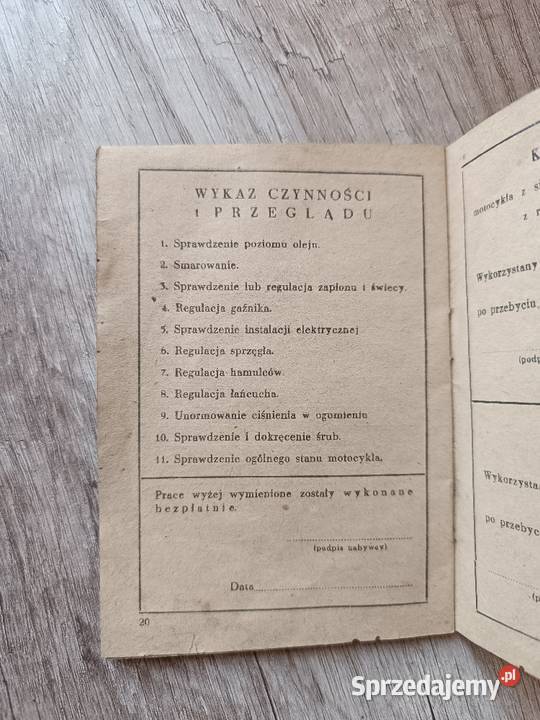 WYKAZ CZYNNOŚCI
1 PRZEGLĄDU
1. Sprawdzenie poziomu oleju.
2. Smarowanie.
3. Sprawdzenie lub regulacja zapłonu i świecy.
4. Regulacja gaźnika.
5. Sprawdzenie instalacji elektrycznej
6. Regulacja sprzęgła.
7. Regulacja hamulców.
8. Regulacja łańcucha.
9. Unormowanie ciśnienia w ogumieniu
10. Sprawdzenie i dokręcenie śrub.
11. Sprawdzenie ogólnego stanu motocykla.
Prace wyżej wymienione zostały wykonane
bezpłatnie.
(podpis nabywcy)
Data
20
K
motocykla z
z
Wykorzystany
po przebyciu,
Sprzedajemy.pl